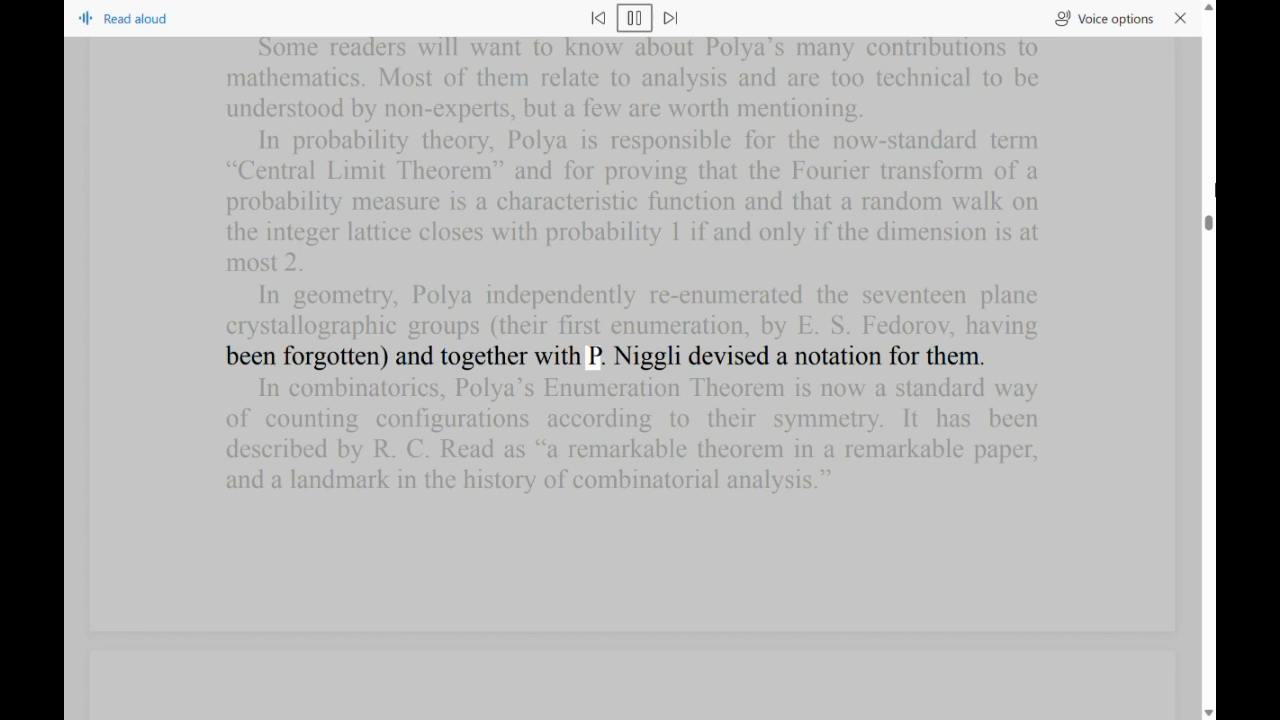 Read aloud
Voice options
Some readers will want to know about Polya’s many contributions to
mathematics. Most of them relate to analysis and are too technical to be
understood by non-experts, but a few are worth mentioning.
In probability theory, Polya is responsible for the now-standard term
“Central Limit Theorem” and for proving that the Fourier transform of a
probability measure is a characteristic function and that a random walk on
the integer lattice closes with probability 1 if and only if the dimension is at
most 2.
In geometry, Polya independently re-enumerated the seventeen plane
crystallographic groups (their first enumeration, by E. S. Fedorov, having
been forgotten) and together with P. Niggli devised a notation for them.
In combinatorics, Polya’s Enumeration Theorem is now a standard way
of counting configurations according to their symmetry. It has been
described by R. C. Read as “a remarkable theorem in a remarkable paper,
and a landmark in the history of combinatorial analysis.”